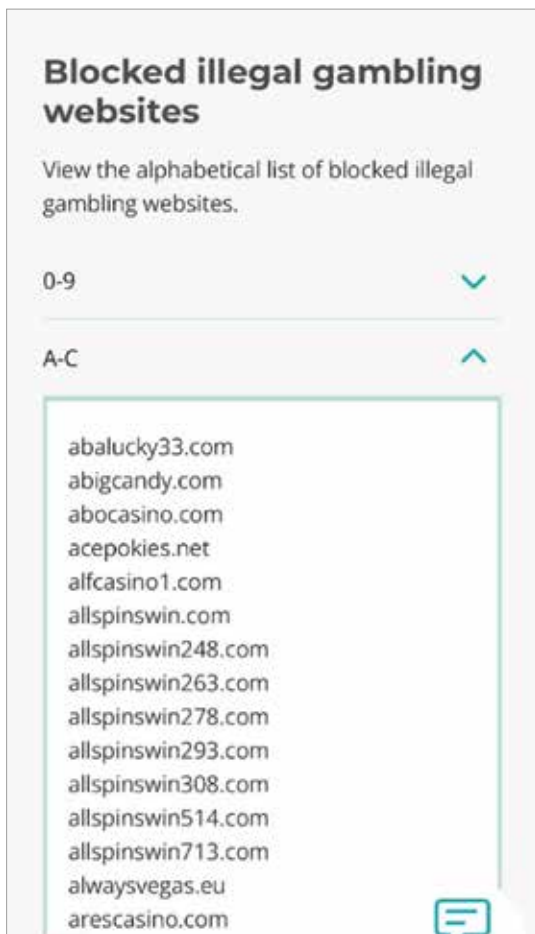 Blocked illegal gambling
websites
View the alphabetical list of blocked illegal
gambling websites.
0-9
A-C
abalucky33.com
abigcandy.com
abocasino.com
acepokies.net
alfcasino1.com
allspinswin.com
allspinswin248.com
allspinswin263.com
allspinswin278.com
allspinswin293.com
allspinswin308.com
allspinswin514.com
allspinswin713.com
alwaysvegas.eu
arescasino.com